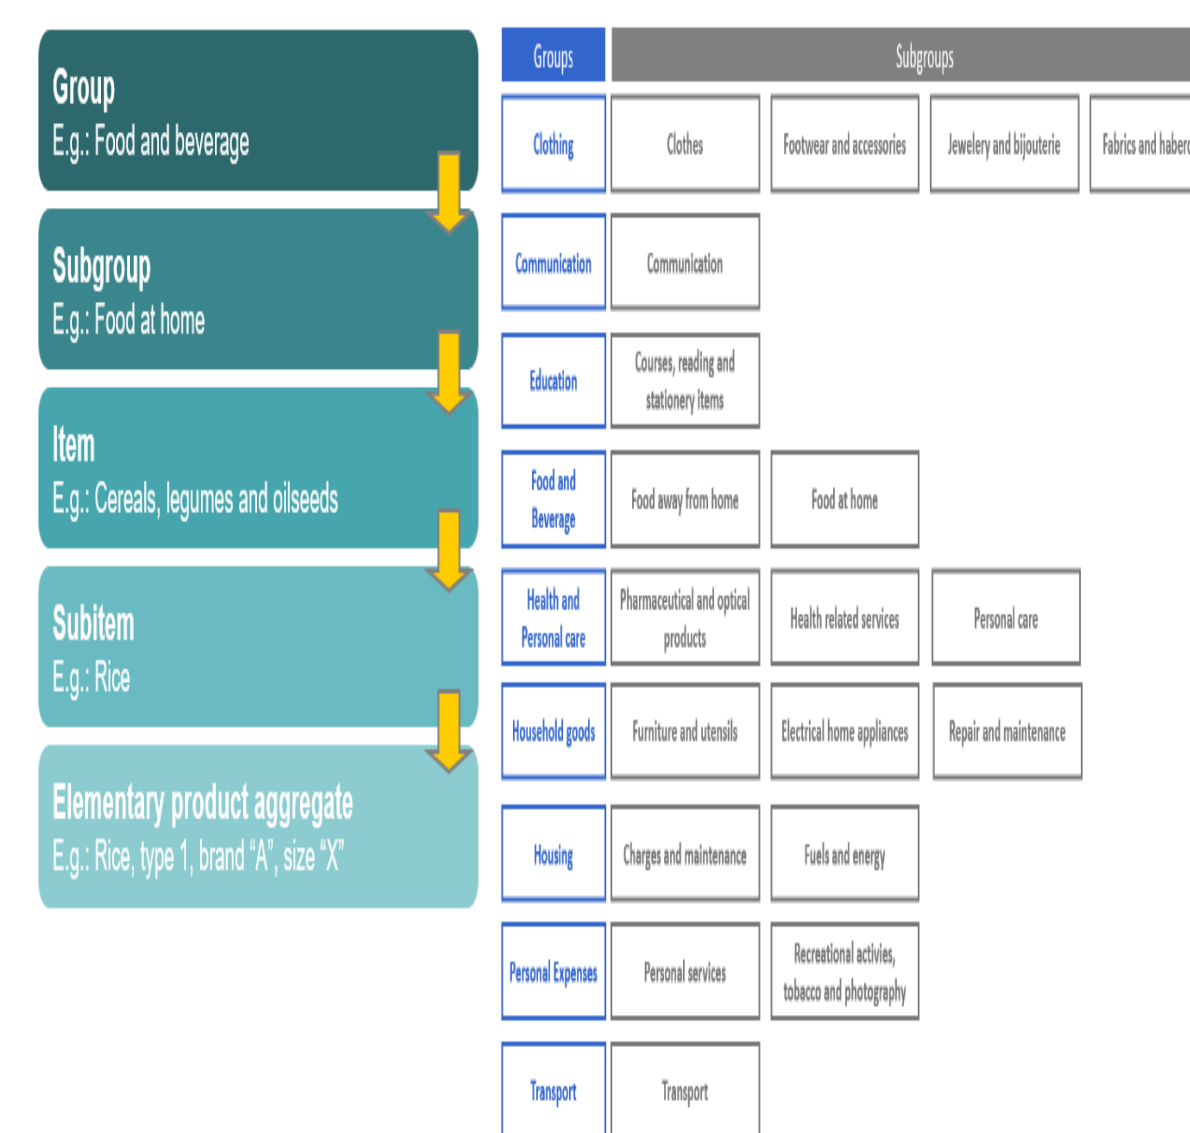 Group
E.g.: Food and beverage
Subgroup
E.g.: Food at home
Item
E.g.: Cereals, legumes and oilseeds
Subitem
E.g.: Rice
Elementary product aggregate
E.g.: Rice, type 1, brand “A”, size “X”
Groups
Subgroups
Clothing
Clothes
Footwear and accessories
Jewelery and bijouterie
Fabrics and
Communication
Communication
Education
Courses, reading and
stationery items
Food and
Beverage
Food away from home
Food at home
Health and
Personal care
Pharmaceutical and optical
products
Health related services
Personal care
Household goods
Furniture and utensils
Electrical home appliances
Repair and maintenance
Housing
Charges and maintenance
Fuels and energy
Personal Expenses
Personal services
Recreational activies,
tobacco and photography
Transport
Transport